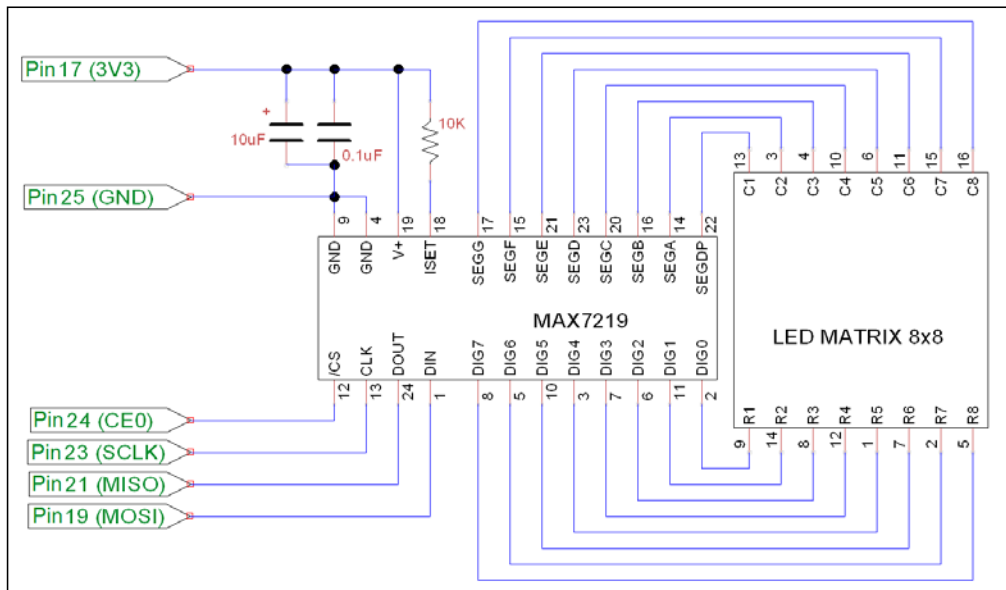 Pin17 (3V3)
+
10uF
0.1uF
10K
Pin25 (GND)
9 4 19 18 17 15 21 23 20 16 14 22
GND GND V+ ISET SEGG SEGF SEGE SEGD SEGC SEGB SEGA SEGDP
MAX7219
/CS CLK DOUT DIN DIG7 DIG6 DIG5 DIG4 DIG3 DIG2 DIG1 DIG0
12 13 24 1 8 5 10 3 7 6 11 2
13 3 4 10 6 11 15 16
C1 C2 C3 C4 C5 C6 C7 C8
LED MATRIX 8x8
R1 R2 R3 R4 R5 R6 R7 R8
9 14 8 12 1 7 2 5
Pin24 (CE0)
Pin23 (SCLK)
Pin21 (MISO)
Pin19 (MOSI)